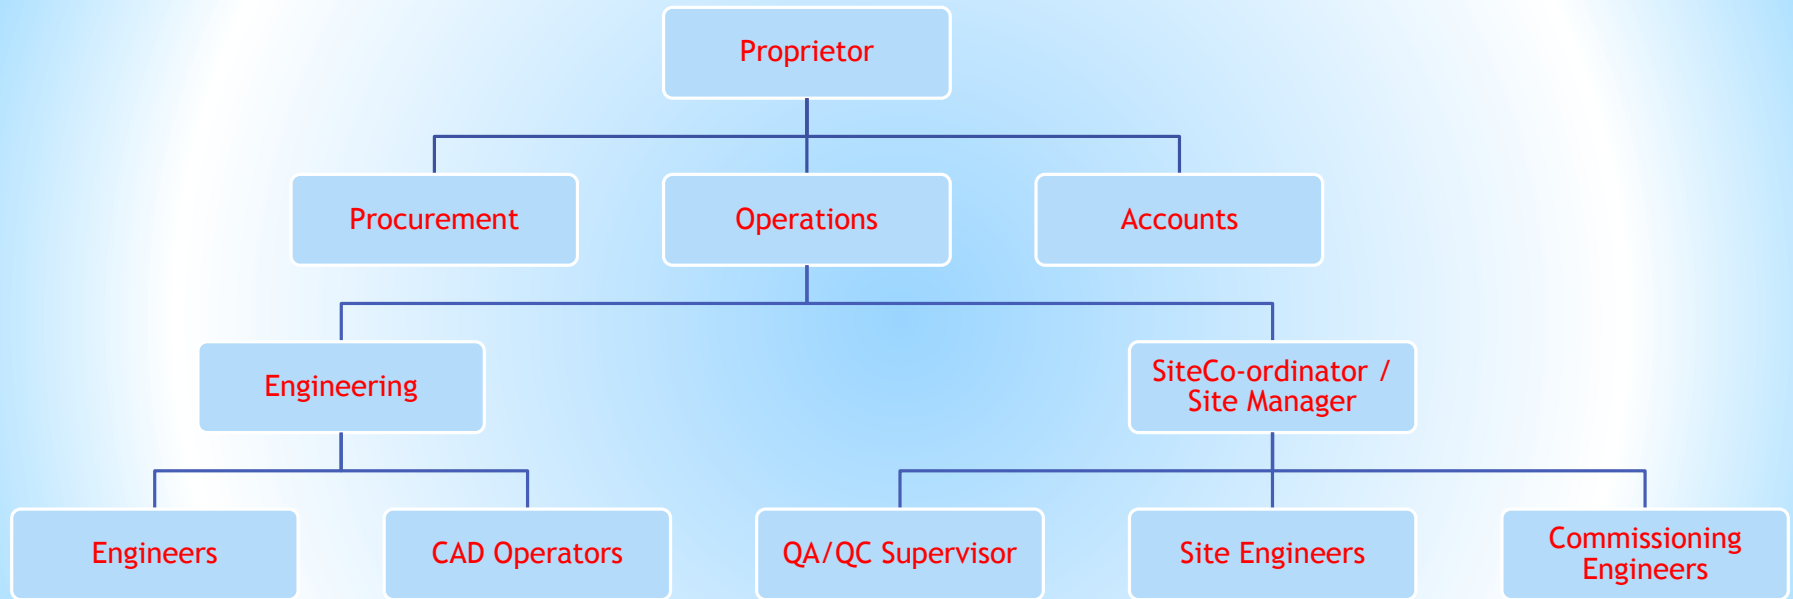 Proprietor
Procurement
Operations
Accounts
Engineering
SiteCo-ordinator /
Site Manager
Engineers
CAD Operators
QA/QC Supervisor
Site Engineers
Commissioning
Engineers